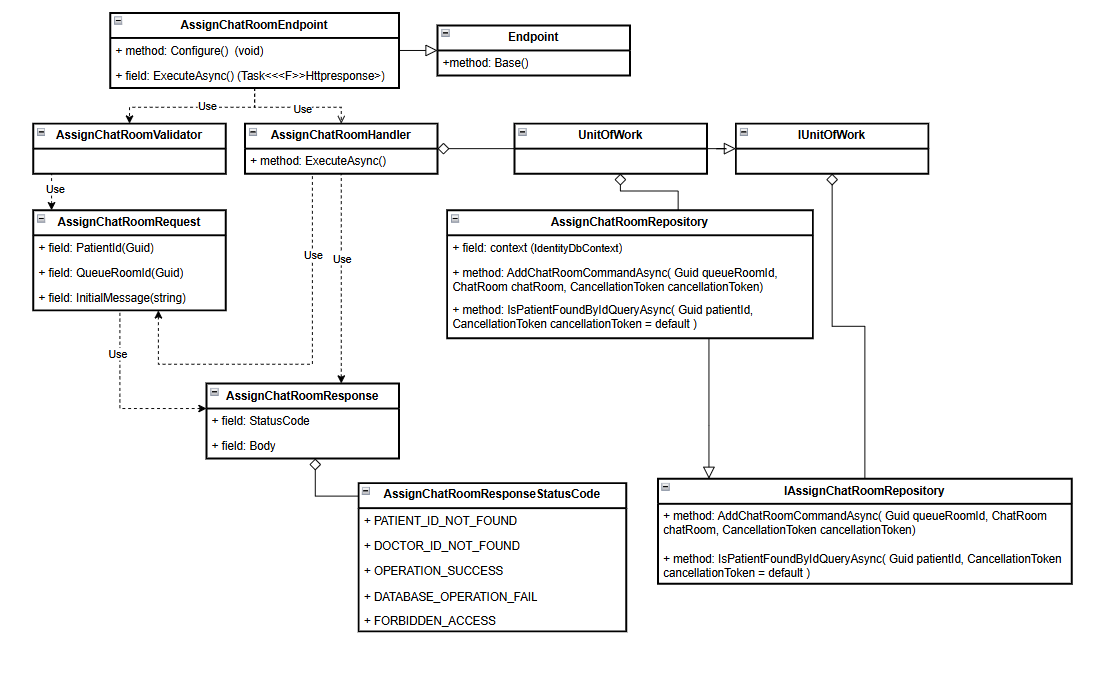 AssignChatRoomEndpoint
+ method: Configure() (void)
+ field: ExecuteAsync() (Task<<<F>>Httpresponse>)
Endpoint
+method: Base()
Use
Use
AssignChatRoomValidator
AssignChatRoomHandler
+ method: ExecuteAsync()
UnitOfWork
IUnitOfWork
Use
AssignChatRoomRequest
+ field: PatientId(Guid)
+ field: QueueRoomId(Guid)
+ field: InitialMessage(string)
Use
Use
AssignChatRoomRepository
+ field: context (IdentityDbContext)
+ method: AddChatRoomCommandAsync( Guid queueRoomId,
ChatRoom chatRoom, CancellationToken cancellationToken)
+ method: IsPatientFoundByIdQueryAsync( Guid patientId,
CancellationToken cancellationToken = default )
Use
AssignChatRoomResponse
+ field: StatusCode
+ field: Body
AssignChatRoomResponseStatusCode
+ PATIENT_ID_NOT_FOUND
+ DOCTOR_ID_NOT_FOUND
+ OPERATION_SUCCESS
+ DATABASE_OPERATION_FAIL
+ FORBIDDEN_ACCESS
IAssignChatRoomRepository
+ method: AddChatRoomCommandAsync( Guid queueRoomId, ChatRoom
chatRoom, CancellationToken cancellationToken)
+ method: IsPatientFoundByIdQueryAsync( Guid patientId, CancellationToken
cancellationToken = default )